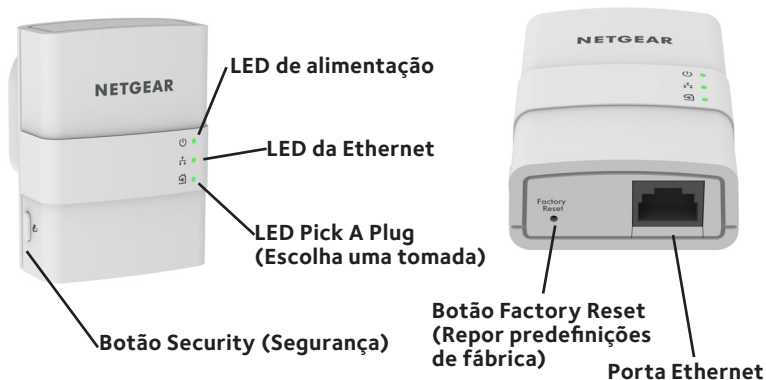 NETGEAR
LED de alimentação
LED da Ethernet
LED Pick A Plug
(Escolha uma tomada)
Botão Security (Segurança)
NETGEAR
Factory
Reset
Botão Factory Reset
(Repor predefinições
de fábrica)
Porta Ethernet